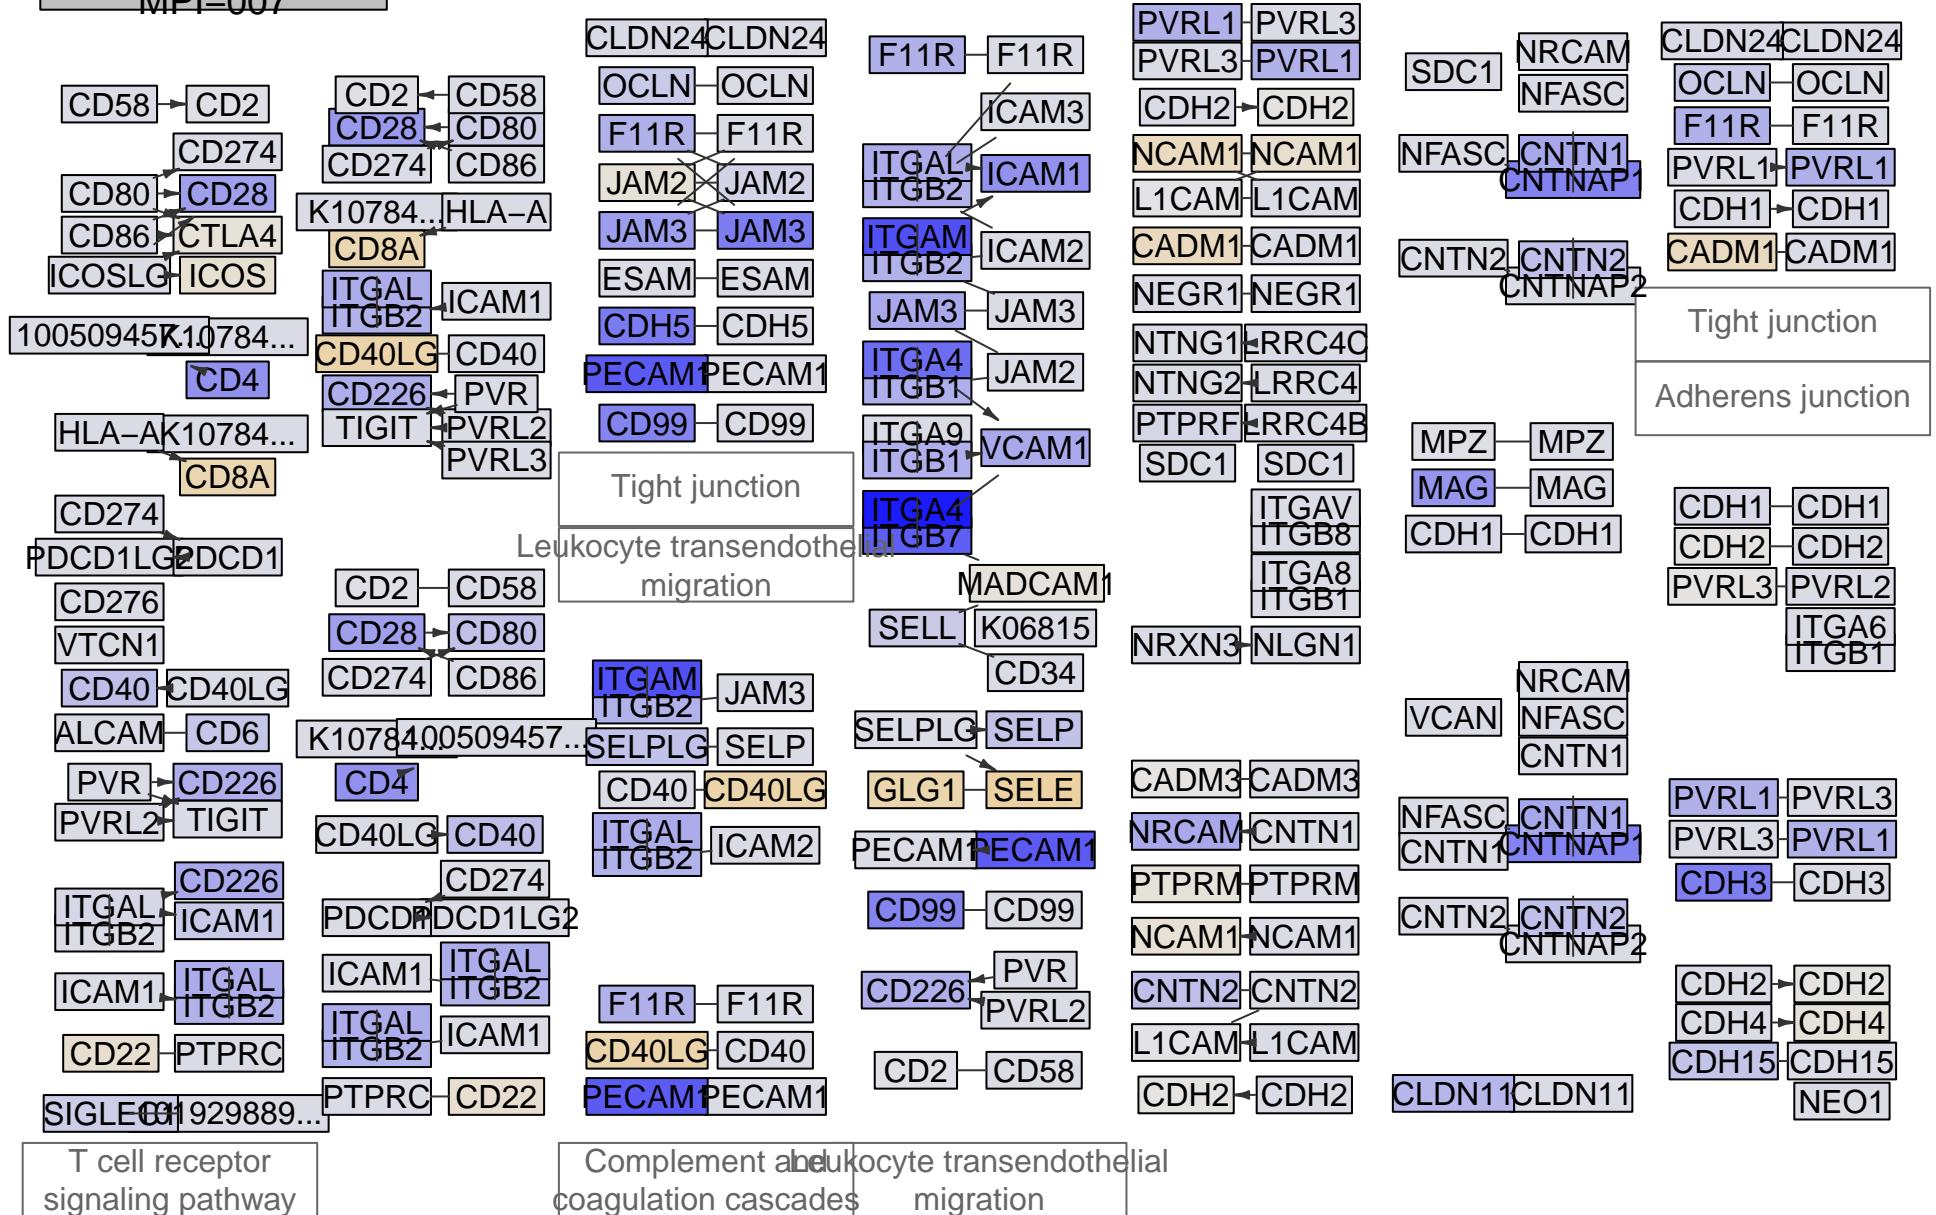 MPI–007
CD58
CD2
CD274
CD80
CD28
CD86
CTLA4
ICOSLG
ICOS
100509457...
K10784...
CD4
HLA–A
K10784...
CD8A
CD274
PDCD1LG2
PDCD1
CD276
VTCN1
CD40
CD40LG
ALCAM
CD6
PVR
CD226
PVRL2
TIGIT
CD226
ITGAL
ITGB2
ICAM1
ICAM1
ITGAL
ITGB2
CD22
PTPRC
T cell receptor
signaling pathway
CD2
CD58
CD28
CD80
CD274
CD86
K10784...
HLA–A
CD8A
ITGAL
ITGB2
ICAM1
CD40LG
CD40
CD226
PVR
TIGIT
PVRL2
PVRL3
CD2
CD58
CD28
CD80
CD274
CD86
K10784...
100509457...
CD4
CD40LG
CD40
CD274
PDCD1LG2
ICAM1
ITGAL
ITGB2
ITGAL
ITGB2
ICAM1
PTPRC
CD22
CLDN24
CLDN24
OCLN
OCLN
F11R
F11R
JAM2
JAM2
JAM3
JAM3
ESAM
ESAM
CDH5
CDH5
PECAM1
PECAM1
CD99
CD99
Tight junction
Leukocyte transendothelial
migration
ITGAM
ITGB2
JAM3
SELPLG
SELP
CD40
CD40LG
ITGAL
ITGB2
ICAM2
F11R
F11R
CD40LG
CD40
PECAM1
PECAM1
Complement and
coagulation cascades
F11R
F11R
ICAM3
ITGAL
ITGB2
ICAM1
ITGAM
ITGB2
ICAM2
JAM3
JAM3
ITGA4
ITGB1
JAM2
ITGA9
ITGB1
VCAM1
ITGA4
ITGB7
MADCAM1
SELL
K06815
CD34
SELPLG
SELP
GLG1
SELE
PECAM1
PECAM1
CD99
CD99
CD226
PVR
PVRL2
CD2
CD58
Leukocyte transendothelial
migration
PVRL1
PVRL3
PVRL3
PVRL1
CDH2
CDH2
NCAM1
NCAM1
L1CAM
L1CAM
CADM1
CADM1
NEGR1
NEGR1
NTNG1
LRRC4C
NTNG2
LRRC4
PTPRF
LRRC4B
SDC1
SDC1
ITGAV
ITGB8
ITGA8
ITGB1
NRXN3
NLGN1
CADM3
CADM3
NRCAM
CNTN1
PTPRM
PTPRM
NCAM1
NCAM1
CNTN2
CNTN2
L1CAM
L1CAM
CDH2
CDH2
SDC1
NRCAM
NFASC
NFASC
CNTN1
CNTNAP1
CNTN2
CNTN2
CNTNAP2
MPZ
MPZ
MAG
MAG
CDH1
CDH1
VCAN
NRCAM
NFASC
CNTN1
NFASC
CNTN1
CNTN1
CNTNAP1
CNTN2
CNTN2
CNTNAP2
CLDN11
CLDN11
CLDN24
CLDN24
OCLN
OCLN
F11R
F11R
PVRL1
PVRL1
CDH1
CDH1
CADM1
CADM1
Tight junction
Adherens junction
CDH1
CDH1
CDH2
CDH2
PVRL3
PVRL2
ITGA6
ITGB1
PVRL1
PVRL3
PVRL3
PVRL1
CDH3
CDH3
CDH2
CDH2
CDH4
CDH4
CDH15
CDH15
NEO1